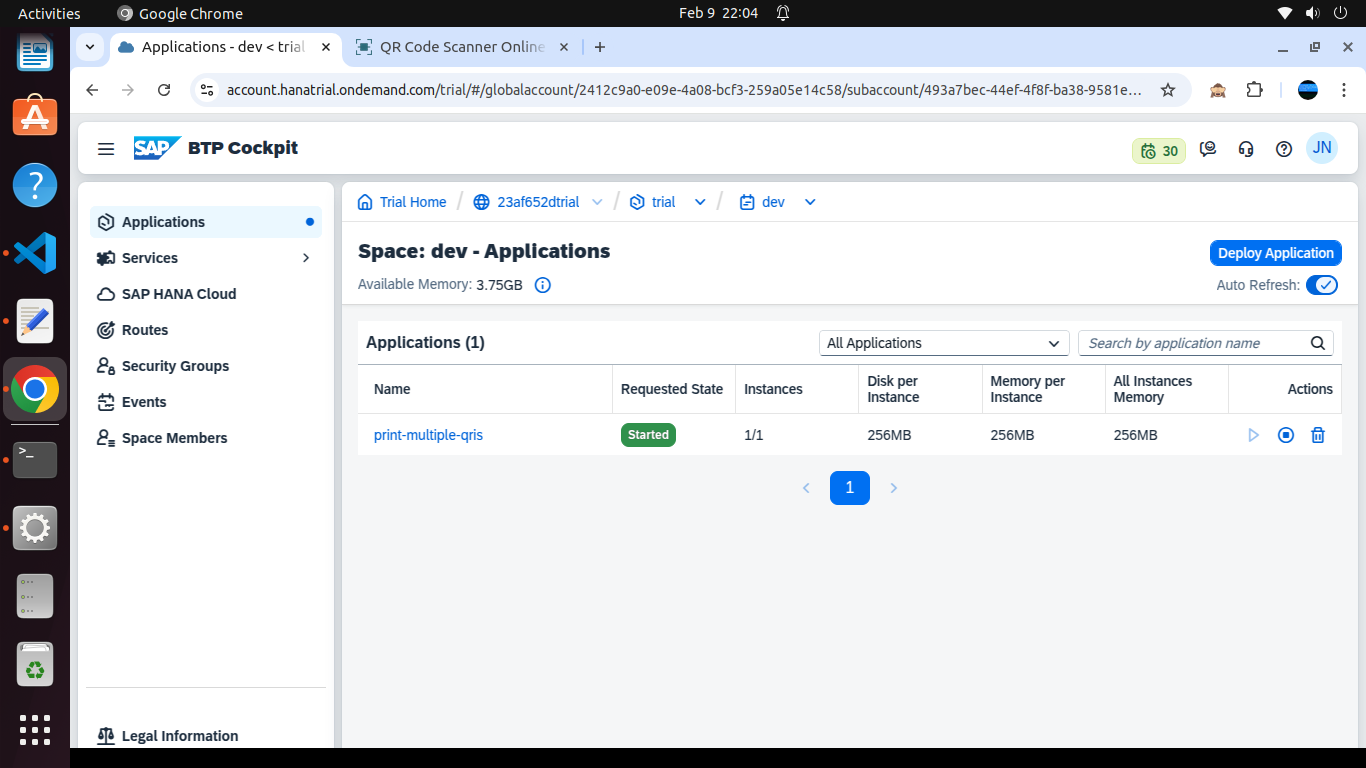 Activities Google Chrome Feb 9 22:04
Applications - dev < trial QR Code Scanner Online
account.hanatrial.ondemand.com/trial/#/globalaccount/2412c9a0-e09e-4a08-bcf3-259a05e14c58/subaccount/493a7bec-44ef-4f8f-ba38-9581e...
SAP BTP Cockpit 30 JN
Applications
Services
SAP HANA Cloud
Routes
Security Groups
Events
Space Members
Legal Information
Trial Home / 23af652dtrial / trial / dev
Space: dev - Applications Deploy Application
Available Memory: 3.75GB Auto Refresh:
Applications (1) All Applications Search by application name
Name Requested State Instances Disk per Instance Memory per Instance All Instances Memory Actions
print-multiple-qris Started 1/1 256MB 256MB 256MB
1